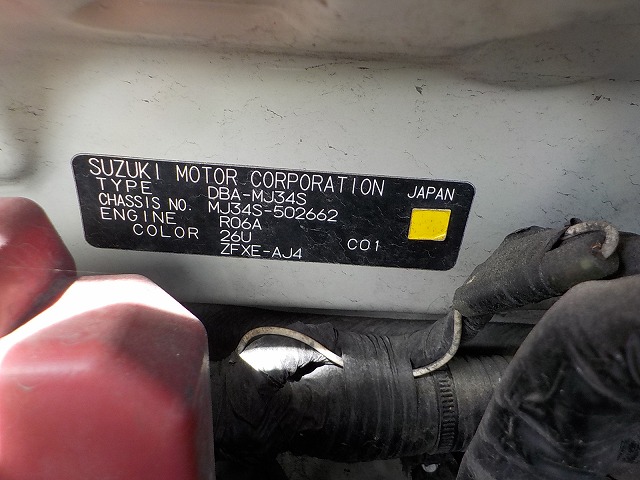 SUZUKI MOTOR CORPORATION JAPAN
TYPE DBA-MJ34S
CHASSIS NO. MJ34S-502662
ENGINE R06A
COLOR 26U C01
ZFXE-AJ4